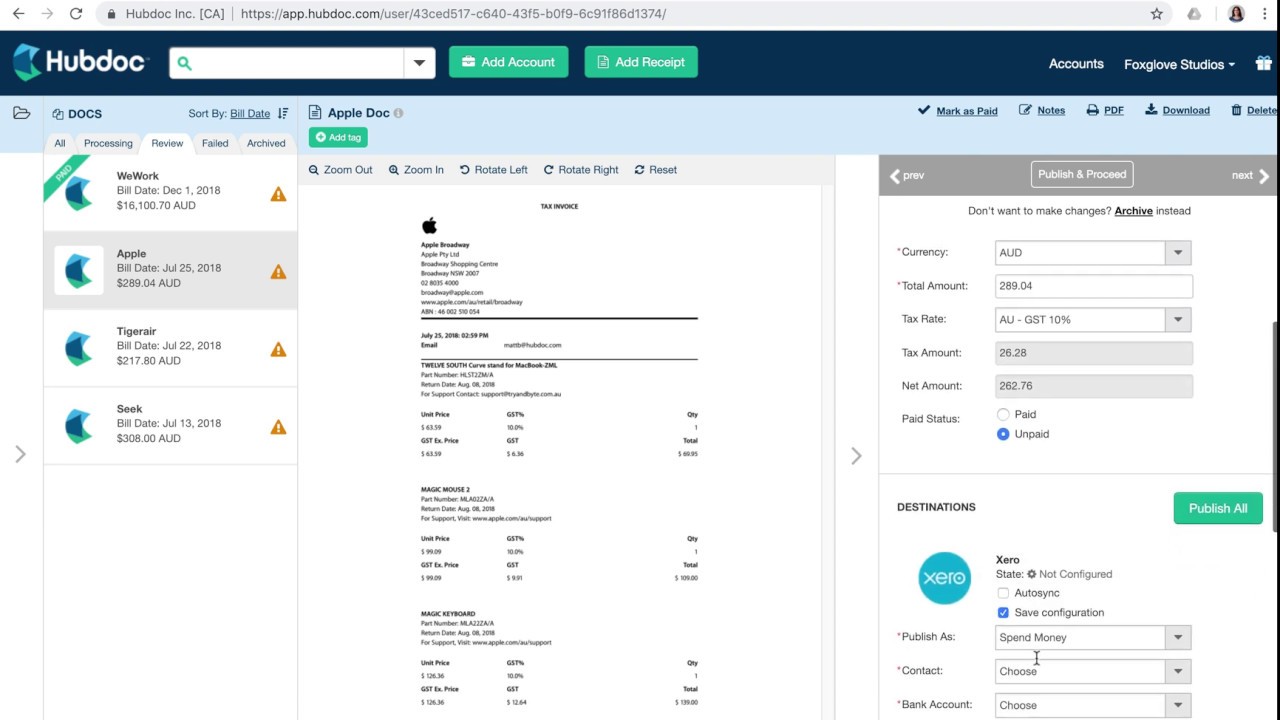 Hubdoc Inc. [CA] | https://app.hubdoc.com/user/43ced517-c640-43f5-b0f9-6c91f86d1374/
Hubdoc
Add Account
Add Receipt
Accounts
Foxglove Studios
DOCS
Sort By: Bill Date
All
Processing
Review
Failed
Archived
PAID
WeWork
Bill Date: Dec 1, 2018
$16,100.70 AUD
Apple
Bill Date: Jul 25, 2018
$289.04 AUD
Tigerair
Bill Date: Jul 22, 2018
$217.80 AUD
Seek
Bill Date: Jul 13, 2018
$308.00 AUD
Apple Doc
Add tag
Mark as Paid
Notes
PDF
Download
Delete
Zoom Out
Zoom In
Rotate Left
Rotate Right
Reset
TAX INVOICE
Apple Broadway
Apple Pty Ltd
Broadway Shopping Centre
Broadway NSW 2007
02 8035 4000
broadway@apple.com
www.apple.com/au/retail/broadway
ABN : 46 002 510 054
July 25, 2018: 02:59 PM
Email mattb@hubdoc.com
TWELVE SOUTH Curve stand for MacBook-ZML
Part Number: HLST2ZM/A
Return Date: Aug. 08, 2018
For Support Contact: support@tryandbyte.com.au
Unit Price GST% Qty
$ 63.59 10.0% 1
GST Ex. Price GST Total
$ 63.59 $ 6.36 $ 69.95
MAGIC MOUSE 2
Part Number: MLA02ZA/A
Return Date: Aug. 08, 2018
For Support, Visit: www.apple.com/au/support
Unit Price GST% Qty
$ 99.09 10.0% 1
GST Ex. Price GST Total
$ 99.09 $ 9.91 $ 109.00
MAGIC KEYBOARD
Part Number: MLA22ZA/A
Return Date: Aug. 08, 2018
For Support, Visit: www.apple.com/au/support
Unit Price GST% Qty
$ 126.36 10.0% 1
GST Ex. Price GST Total
$ 126.36 $ 12.64 $ 139.00
prev
Publish & Proceed
next
Don't want to make changes? Archive instead
*Currency: AUD
*Total Amount: 289.04
Tax Rate: AU - GST 10%
Tax Amount: 26.28
Net Amount: 262.76
Paid Status: Paid
Unpaid
DESTINATIONS
Publish All
xero
Xero
State: Not Configured
Autosync
Save configuration
*Publish As: Spend Money
*Contact: Choose
*Bank Account: Choose